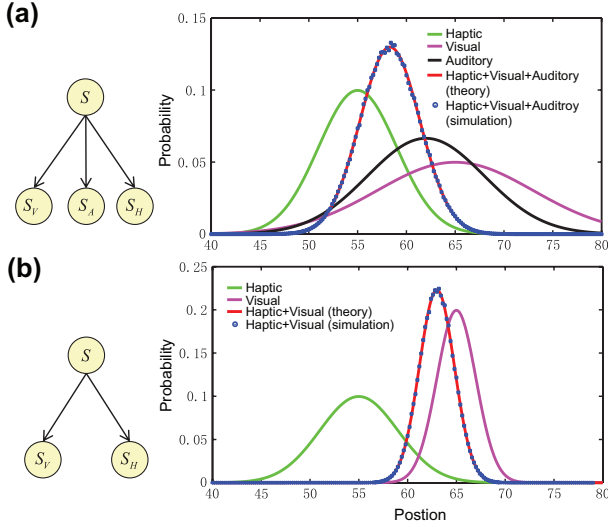 (a)
S
S_V S_A S_H
Probability
0.15
0.1
0.05
0
40 45 50 55 60 65 70 75 80
Haptic
Visual
Auditory
Haptic+Visual+Auditory
(theory)
Haptic+Visual+Auditroy
(simulation)
(b)
S
S_V S_H
Probability
0.25
0.2
0.15
0.1
0.05
0
40 45 50 55 60 65 70 75 80
Postion
Haptic
Visual
Haptic+Visual (theory)
Haptic+Visual (simulation)